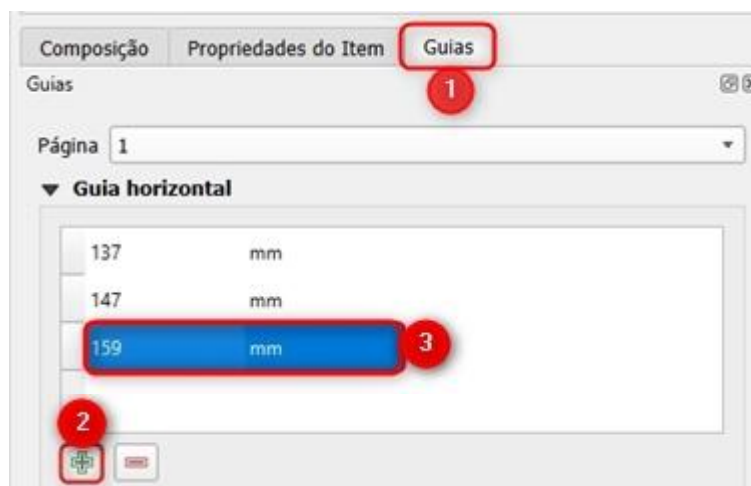 Composição Propriedades do Item Guias
1
Guias
Página 1
Guia horizontal
137 mm
147 mm
159 mm
3
2